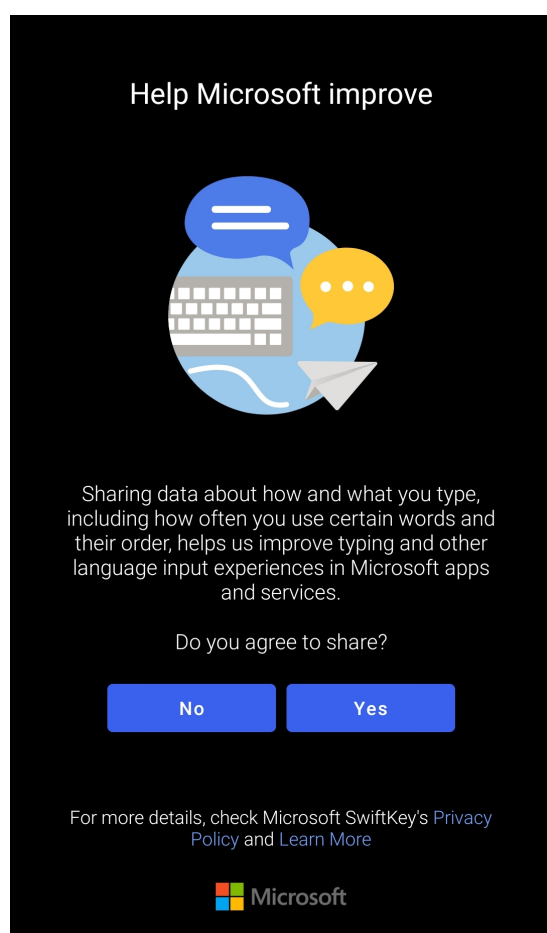 Help Microsoft improve
Sharing data about how and what you type,
including how often you use certain words and
their order, helps us improve typing and other
language input experiences in Microsoft apps
and services.
Do you agree to share?
No
Yes
For more details, check Microsoft SwiftKey's Privacy
Policy and Learn More
Microsoft